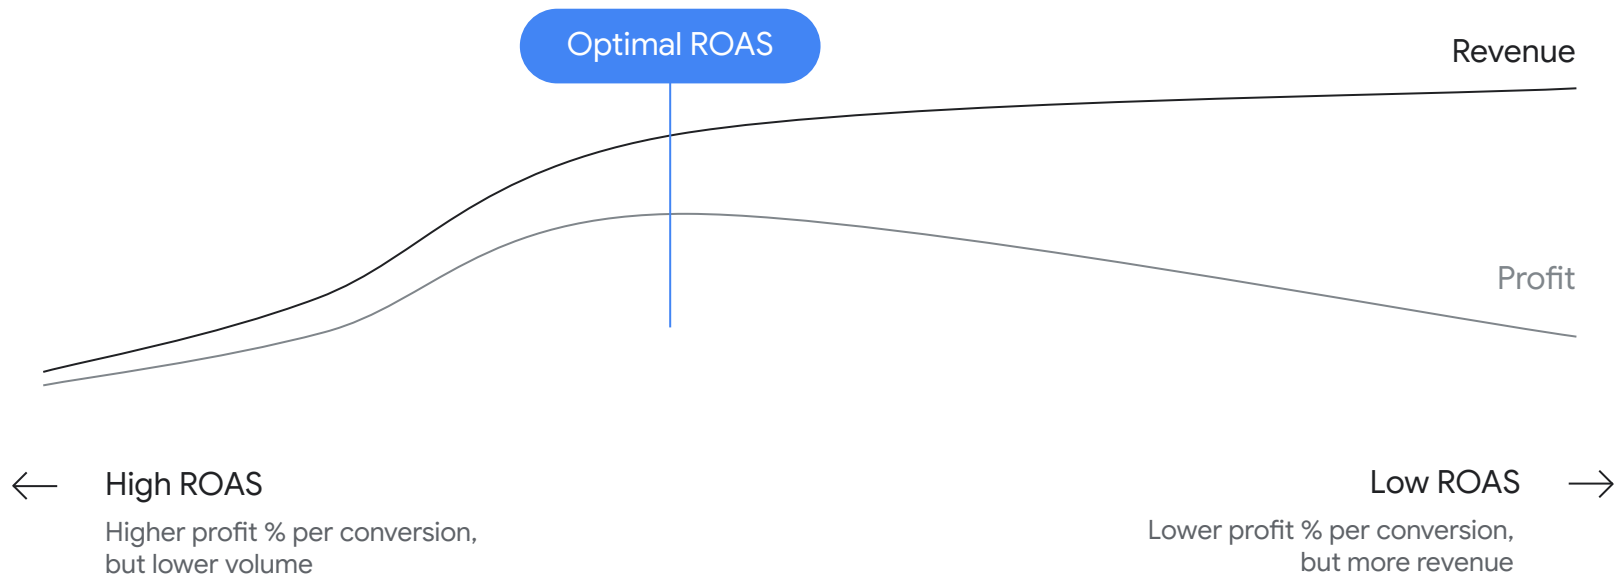 Optimal ROAS
Revenue
Profit
High ROAS
Higher profit % per conversion,
but lower volume
Low ROAS
Lower profit % per conversion,
but more revenue